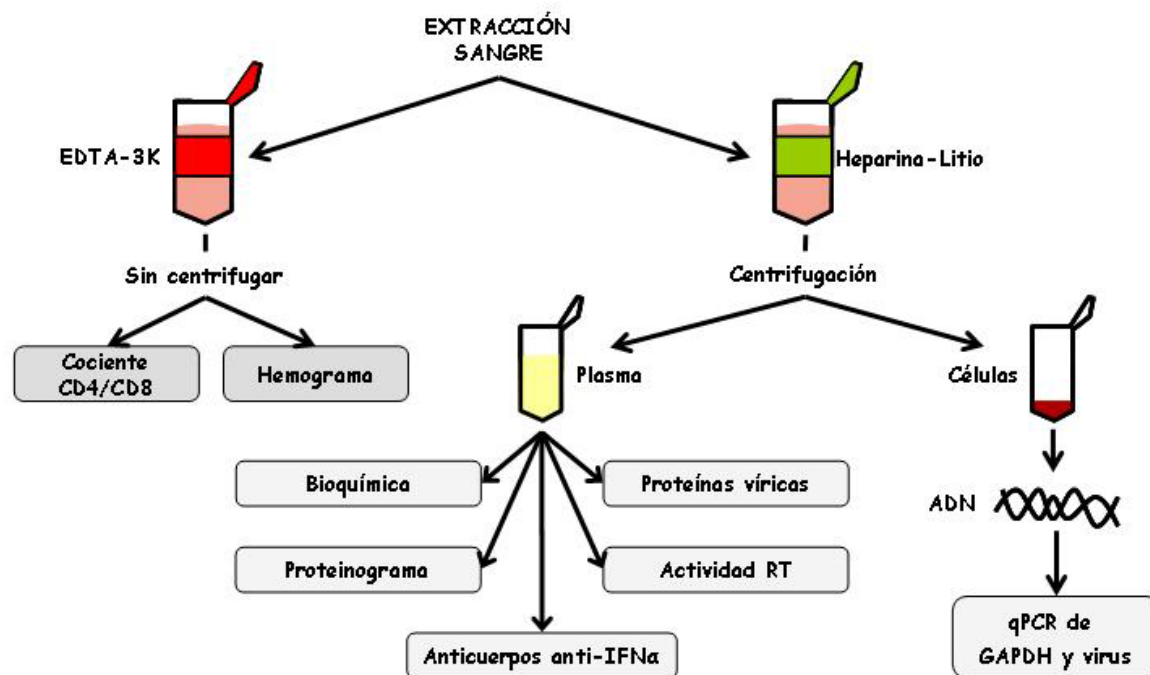 EXTRACCIÓN
SANGRE
EDTA-3K
Heparina-Litio
Sin centrifugar
Centrifugación
Cociente
CD4/CD8
Hemograma
Plasma
Células
Bioquímica
Proteínas víricas
ADN
Proteinograma
Actividad RT
Anticuerpos anti-IFNα
qPCR de
GAPDH y virus